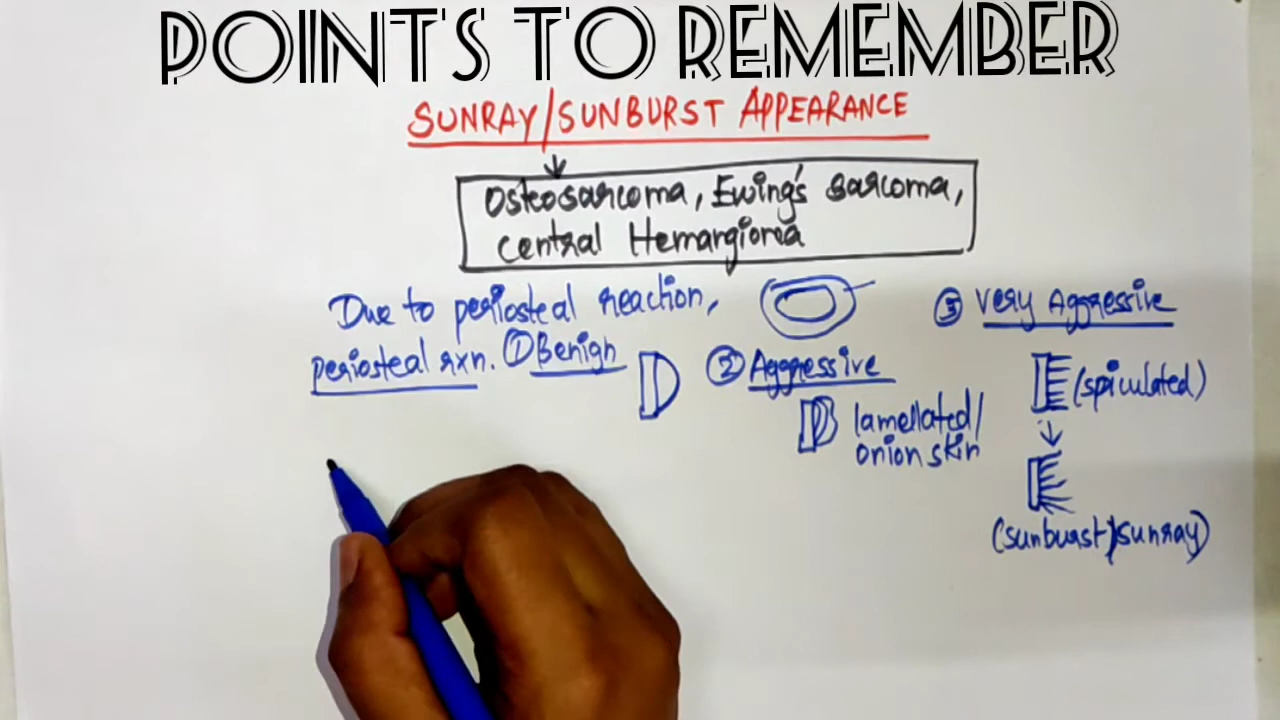 POINTS TO REMEMBER
SUNRAY/SUNBURST APPEARANCE
Osteosarcoma, Ewing's sarcoma,
central Hemargioma
Due to periosteal reaction,
periosteal rxn. ① Benign
② Aggressive
lamellated/
onion skin
③ Very Aggressive
(spiculated)
(sunburst/sunray)